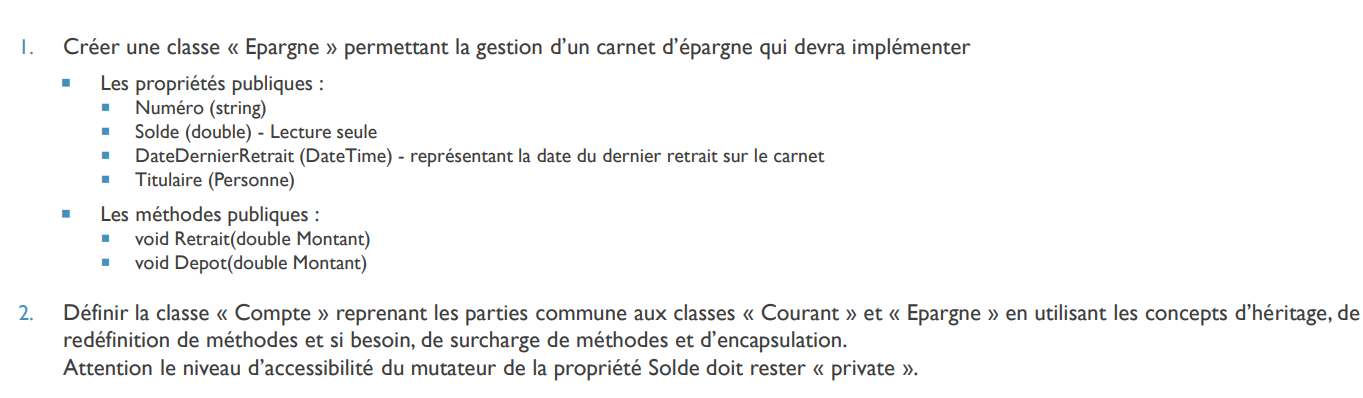 1. Créer une classe « Epargne » permettant la gestion d'un carnet d'épargne qui devra implémenter
▪ Les propriétés publiques :
▪ Numéro (string)
▪ Solde (double) - Lecture seule
▪ DateDernierRetrait (DateTime) - représentant la date du dernier retrait sur le carnet
▪ Titulaire (Personne)
▪ Les méthodes publiques :
▪ void Retrait(double Montant)
▪ void Depot(double Montant)
2. Définir la classe « Compte » reprenant les parties commune aux classes « Courant » et « Epargne » en utilisant les concepts d'héritage, de
redéfinition de méthodes et si besoin, de surcharge de méthodes et d'encapsulation.
Attention le niveau d'accessibilité du mutateur de la propriété Solde doit rester « private ».